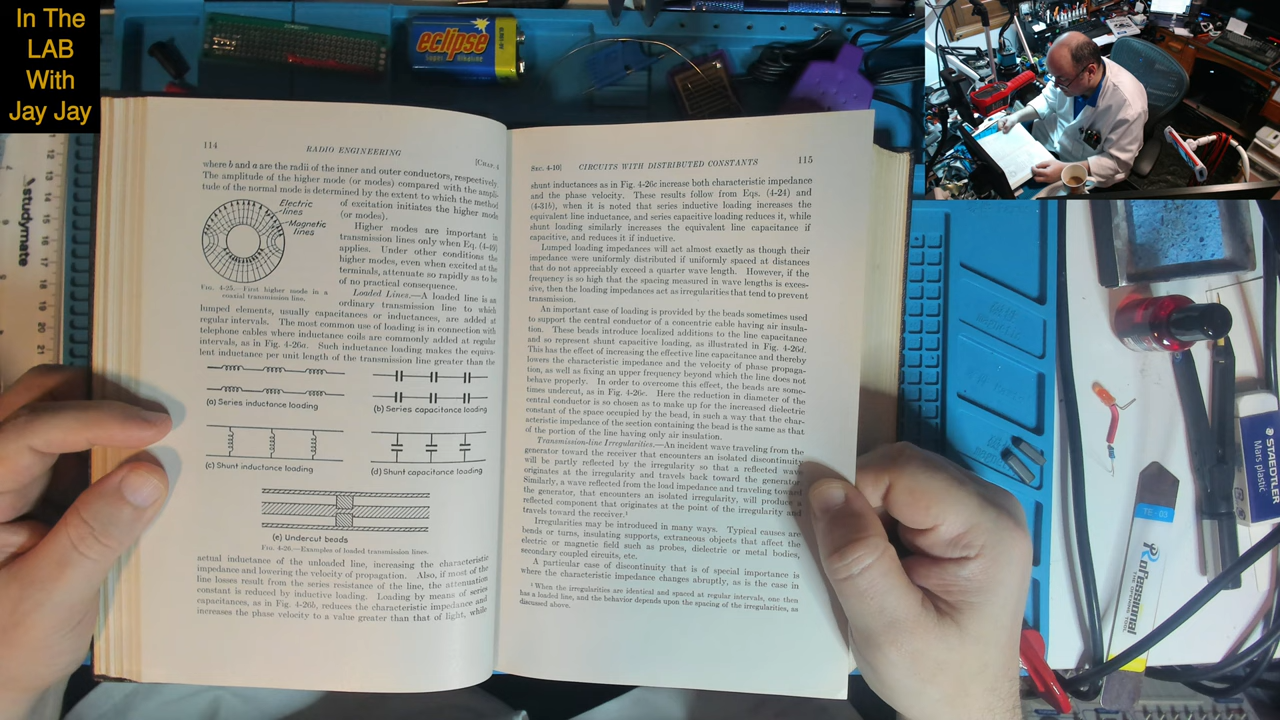 In The
LAB
With
Jay Jay
eclipse
Super Alkaline
studymate
114
RADIO ENGINEERING
[CHAP. 4
where b and a are the radii of the inner and outer conductors, respectively.
The amplitude of the higher mode (or modes) compared with the ampli-
tude of the normal mode is determined by the extent to which the method
of excitation initiates the higher mode
(or modes).
Electric
lines
Magnetic
lines
Higher modes are important in
transmission lines only when Eq. (4-49)
applies. Under other conditions the
higher modes, even when excited at the
terminals, attenuate so rapidly as to be
of no practical consequence.
FIG. 4-25.—First higher mode in a
coaxial transmission line.
Loaded Lines.—A loaded line is an
ordinary transmission line to which
lumped elements, usually capacitances or inductances, are added at
regular intervals. The most common use of loading is in connection with
telephone cables where inductance coils are commonly added at regular
intervals, as in Fig. 4-26a. Such inductance loading makes the equiva-
lent inductance per unit length of the transmission line greater than the
(a) Series inductance loading
(b) Series capacitance loading
(c) Shunt inductance loading
(d) Shunt capacitance loading
(e) Undercut beads
FIG. 4-26.—Examples of loaded transmission lines.
actual inductance of the unloaded line, increasing the characteristic
impedance and lowering the velocity of propagation. Also, if most of the
line losses result from the series resistance of the line, the attenuation
constant is reduced by inductive loading. Loading by means of series
capacitances, as in Fig. 4-26b, reduces the characteristic impedance and
increases the phase velocity to a value greater than that of light, while
SEC. 4-10]
CIRCUITS WITH DISTRIBUTED CONSTANTS
115
shunt inductances as in Fig. 4-26c increase both characteristic impedance
and the phase velocity. These results follow from Eqs. (4-24) and
(4-31b), when it is noted that series inductive loading increases the
equivalent line inductance, and series capacitive loading reduces it, while
shunt loading similarly increases the equivalent line capacitance if
capacitive, and reduces it if inductive.
Lumped loading impedances will act almost exactly as though their
impedance were uniformly distributed if uniformly spaced at distances
that do not appreciably exceed a quarter wave length. However, if the
frequency is so high that the spacing measured in wave lengths is exces-
sive, then the loading impedances act as irregularities that tend to prevent
transmission.
An important case of loading is provided by the beads sometimes used
to support the central conductor of a concentric cable having air insula-
tion. These beads introduce localized additions to the line capacitance
and so represent shunt capacitive loading, as illustrated in Fig. 4-26d.
This has the effect of increasing the effective line capacitance and thereby
lowers the characteristic impedance and the velocity of phase propaga-
tion, as well as fixing an upper frequency beyond which the line does not
behave properly. In order to overcome this effect, the beads are some-
times undercut, as in Fig. 4-26e. Here the reduction in diameter of the
central conductor is so chosen as to make up for the increased dielectric
constant of the space occupied by the bead, in such a way that the char-
acteristic impedance of the section containing the bead is the same as that
of the portion of the line having only air insulation.
Transmission-line Irregularities.—An incident wave traveling from the
generator toward the receiver that encounters an isolated discontinuity
will be partly reflected by the irregularity so that a reflected wave
originates at the irregularity and travels back toward the generator.
Similarly, a wave reflected from the load impedance and traveling toward
the generator, that encounters an isolated irregularity, will produce a
reflected component that originates at the point of the irregularity and
travels toward the receiver.¹
Irregularities may be introduced in many ways. Typical causes are
bends or turns, insulating supports, extraneous objects that affect the
electric or magnetic field such as probes, dielectric or metal bodies,
secondary coupled circuits, etc.
A particular case of discontinuity that is of special importance is
where the characteristic impedance changes abruptly, as is the case in
¹ When the irregularities are identical and spaced at regular intervals, one then
has a loaded line, and the behavior depends upon the spacing of the irregularities, as
discussed above.
STAEDTLER
Mars plastic
TE-03